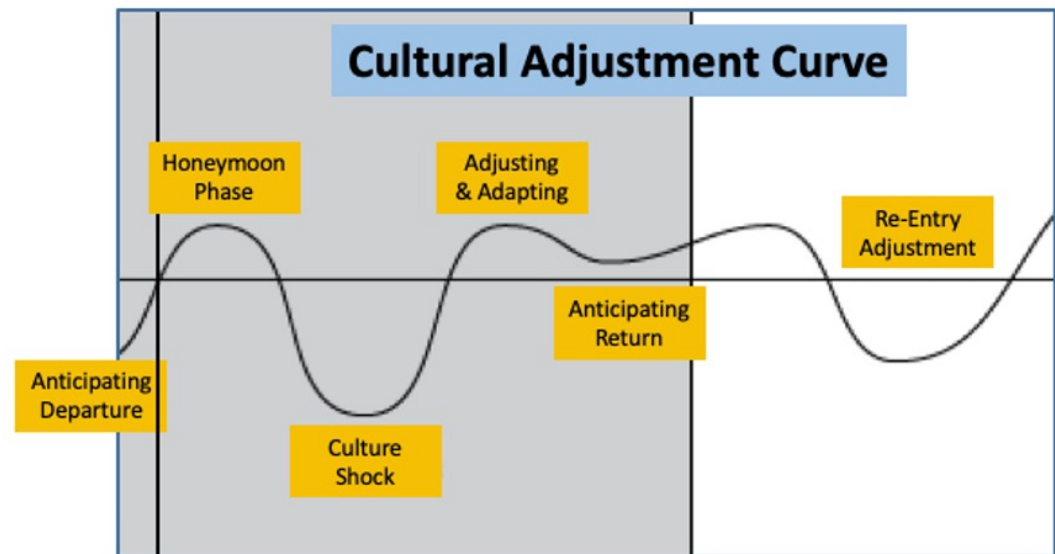 Cultural Adjustment Curve
Honeymoon
Phase
Adjusting
& Adapting
Re-Entry
Adjustment
Anticipating
Return
Anticipating
Departure
Culture
Shock